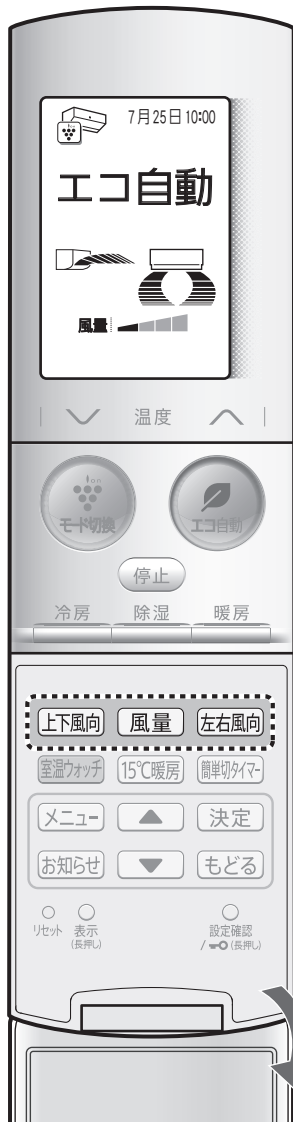 7月25日 10:00
エコ自動
風量
温度
ion
モード切換 エコ自動
停止
冷房 除湿 暖房
上下風向 風量 左右風向
室温ウォッチ 15℃暖房 簡単切タイマー
メニュー ▲ 決定
お知らせ ▼ もどる
リセット 表示 設定確認
(長押し) / (長押し)